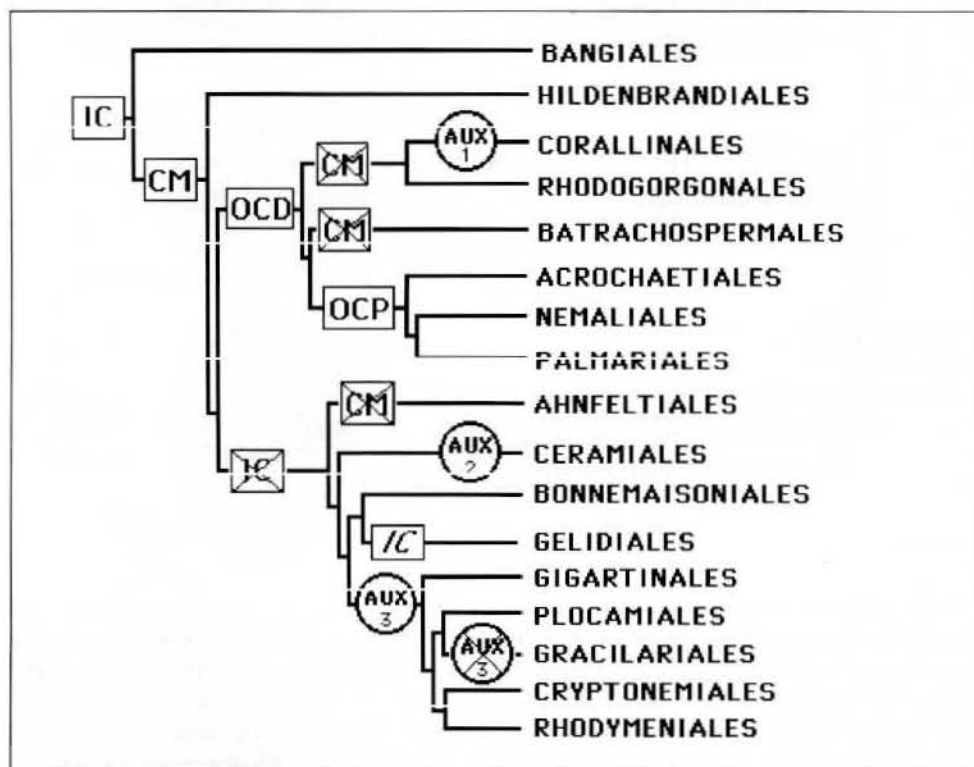 BANGIALES
IC
HILDENBRANDIALES
AUX
1
CORALLINALES
CM
CM
RHODOGORGONALES
OCD
CM
BATRACHOSPERMALES
ACROCHAETIALES
OCP
NEMALIALES
PALMARIALES
CM
AHNFELTIALES
AUX
2
CERAMIALES
IC
BONNEMAISONIALES
IC
GELIDIALES
GIGARTINALES
AUX
3
PLOCAMIALES
AUX
3
GRACILARIALES
CRYPTONEMIALES
RHODYMENIALES